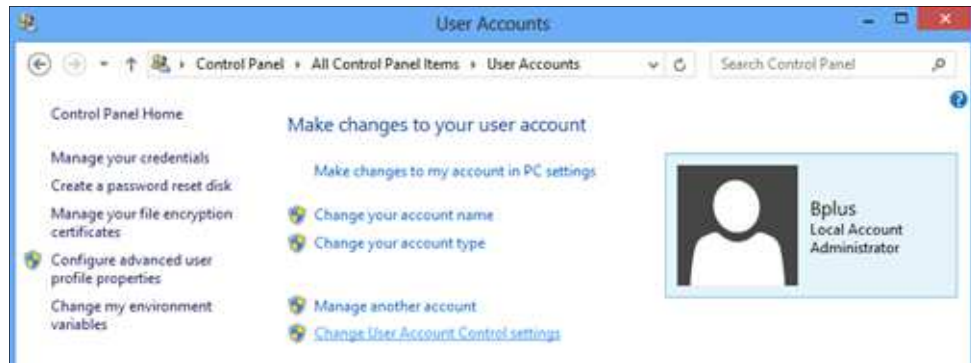 User Accounts
Control Panel All Control Panel Items User Accounts
Search Control Panel
Control Panel Home
Manage your credentials
Create a password reset disk
Manage your file encryption
certificates
Configure advanced user
profile properties
Change my environment
variables
Make changes to your user account
Make changes to my account in PC settings
Change your account name
Change your account type
Manage another account
Change User Account Control settings
Bplus
Local Account
Administrator